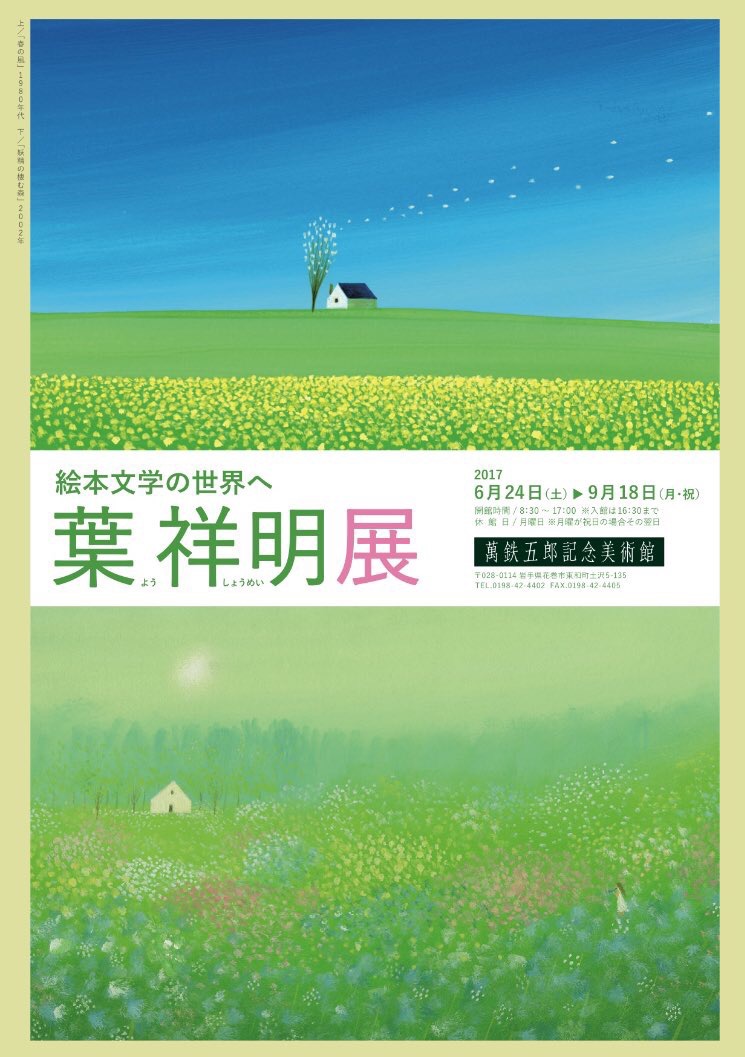 上／「春の風」1980年代　下／「妖精の棲む森」2002年
絵本文学の世界へ
葉 祥明展
よう しょうめい
2017
6月24日(土)▶9月18日(月・祝)
開館時間 / 8:30～17:00 ※入館は16:30まで
休 館 日 / 月曜日 ※月曜が祝日の場合その翌日
萬鉄五郎記念美術館
〒028-0114 岩手県花巻市東和町土沢5-135
TEL.0198-42-4402 FAX.0198-42-4405